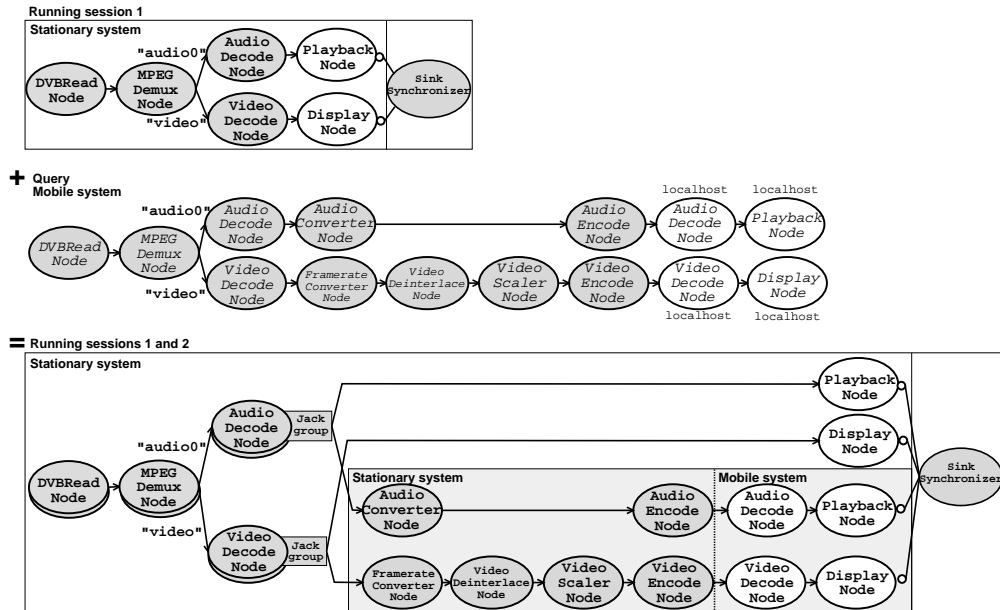 Running session 1
Stationary system
"audio0"
Audio
Decode
Node
Playback
Node
DVBRead
Node
MPEG
Demux
Node
Sink
Synchronizer
"video"
Video
Decode
Node
Display
Node
+ Query
Mobile system
"audio0"
Audio
Decode
Node
Audio
Converter
Node
Audio
Encode
Node
localhost
Audio
Decode
Node
localhost
Playback
Node
DVBRead
Node
MPEG
Demux
Node
"video"
Video
Decode
Node
Framerate
Converter
Node
Video
Deinterlace
Node
Video
Scaler
Node
Video
Encode
Node
Video
Decode
Node
localhost
Display
Node
localhost
= Running sessions 1 and 2
Stationary system
Playback
Node
Audio
Decode
Node
Jack
group
"audio0"
Display
Node
DVBRead
Node
MPEG
Demux
Node
Sink
Synchronizer
Stationary system
Mobile system
Audio
Converter
Node
Audio
Encode
Node
Audio
Decode
Node
Playback
Node
"video"
Video
Decode
Node
Jack
group
Framerate
Converter
Node
Video
Deinterlace
Node
Video
Scaler
Node
Video
Encode
Node
Video
Decode
Node
Display
Node